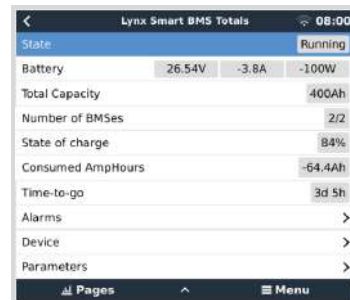 Lynx Smart BMS Totals 08:00
State Running
Battery 26.54V -3.8A -100W
Total Capacity 400Ah
Number of BMSes 2/2
State of charge 84%
Consumed AmpHours -64.4Ah
Time-to-go 3d 5h
Alarms
Device
Parameters
Pages Menu